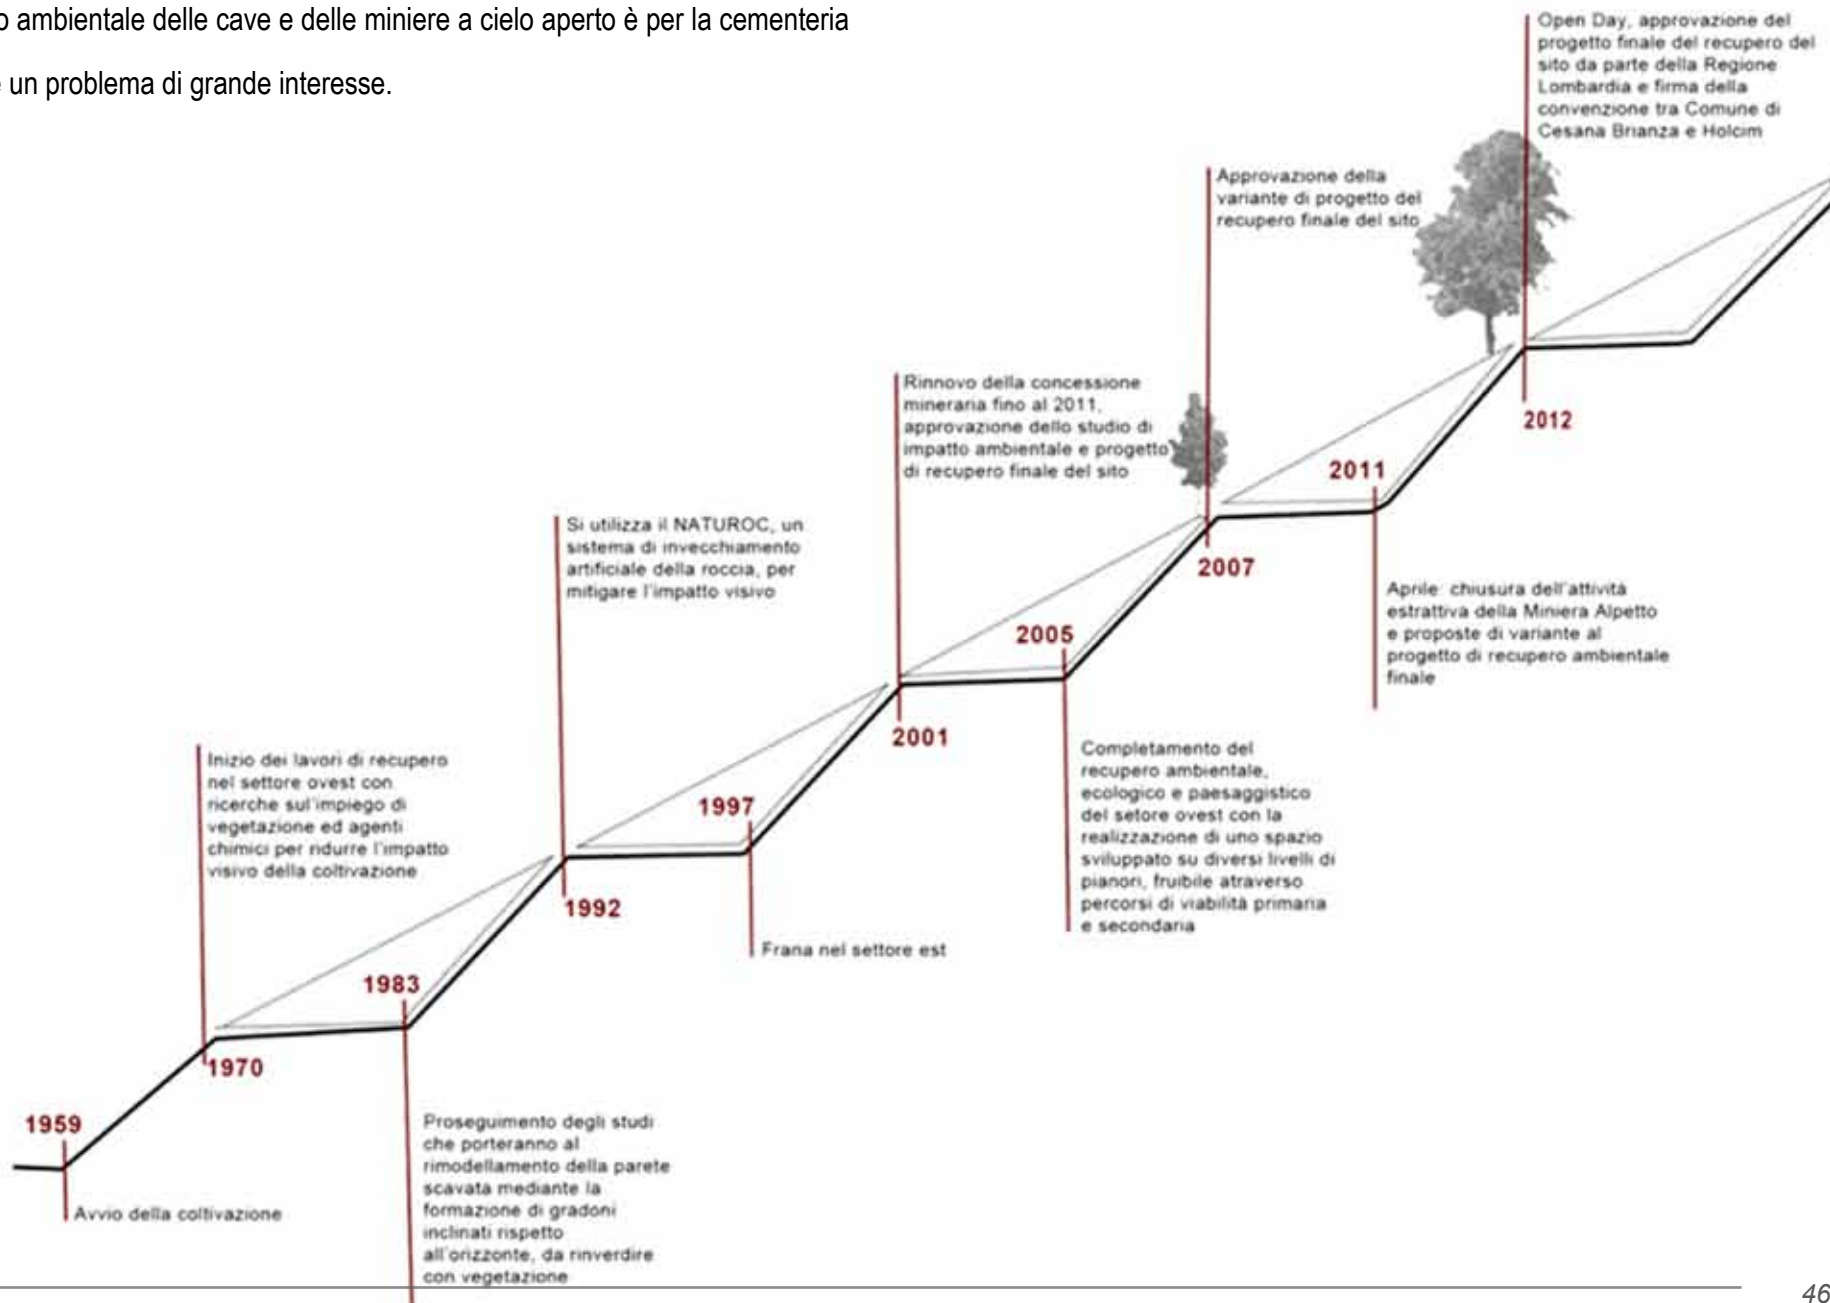 o ambientale delle cave e delle miniere a cielo aperto è per la cementeria
un problema di grande interesse.
Open Day, approvazione del
progetto finale del recupero del
sito da parte della Regione
Lombardia e firma della
convenzione tra Comune di
Cesana Brianza e Holcim
2012
Approvazione della
variante di progetto del
recupero finale del sito
2007
2011
Aprile: chiusura dell'attività
estrattiva della Miniera Alpetto
e proposte di variante al
progetto di recupero ambientale
finale
Rinnovo della concessione
mineraria fino al 2011,
approvazione dello studio di
impatto ambientale e progetto
di recupero finale del sito
2001
2005
Completamento del
recupero ambientale,
ecologico e paesaggistico
del setore ovest con la
realizzazione di uno spazio
sviluppato su diversi livelli di
pianori, fruibile atraverso
percorsi di viabilità primaria
e secondaria
Si utilizza il NATUROC, un
sistema di invecchiamento
artificiale della roccia, per
mitigare l'impatto visivo
1992
1997
Frana nel settore est
Inizio dei lavori di recupero
nel settore ovest con
ricerche sul'impiego di
vegetazione ed agenti
chimici per ridurre l'impatto
visivo della coltivazione
1970
1983
Proseguimento degli studi
che porteranno al
rimodellamento della parete
scavata mediante la
formazione di gradoni
inclinati rispetto
all'orizzonte, da rinverdire
con vegetazione
1959
Avvio della coltivazione
46